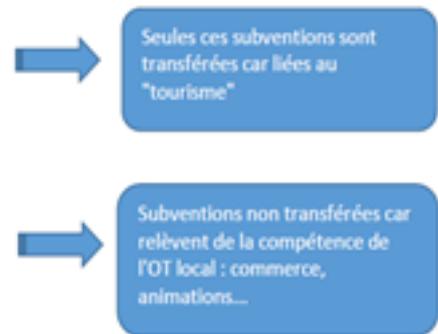 Seules ces subventions sont
transférées car liées au
"tourisme"
Subventions non transférées car
relèvent de la compétence de
l'OT local : commerce,
animations...